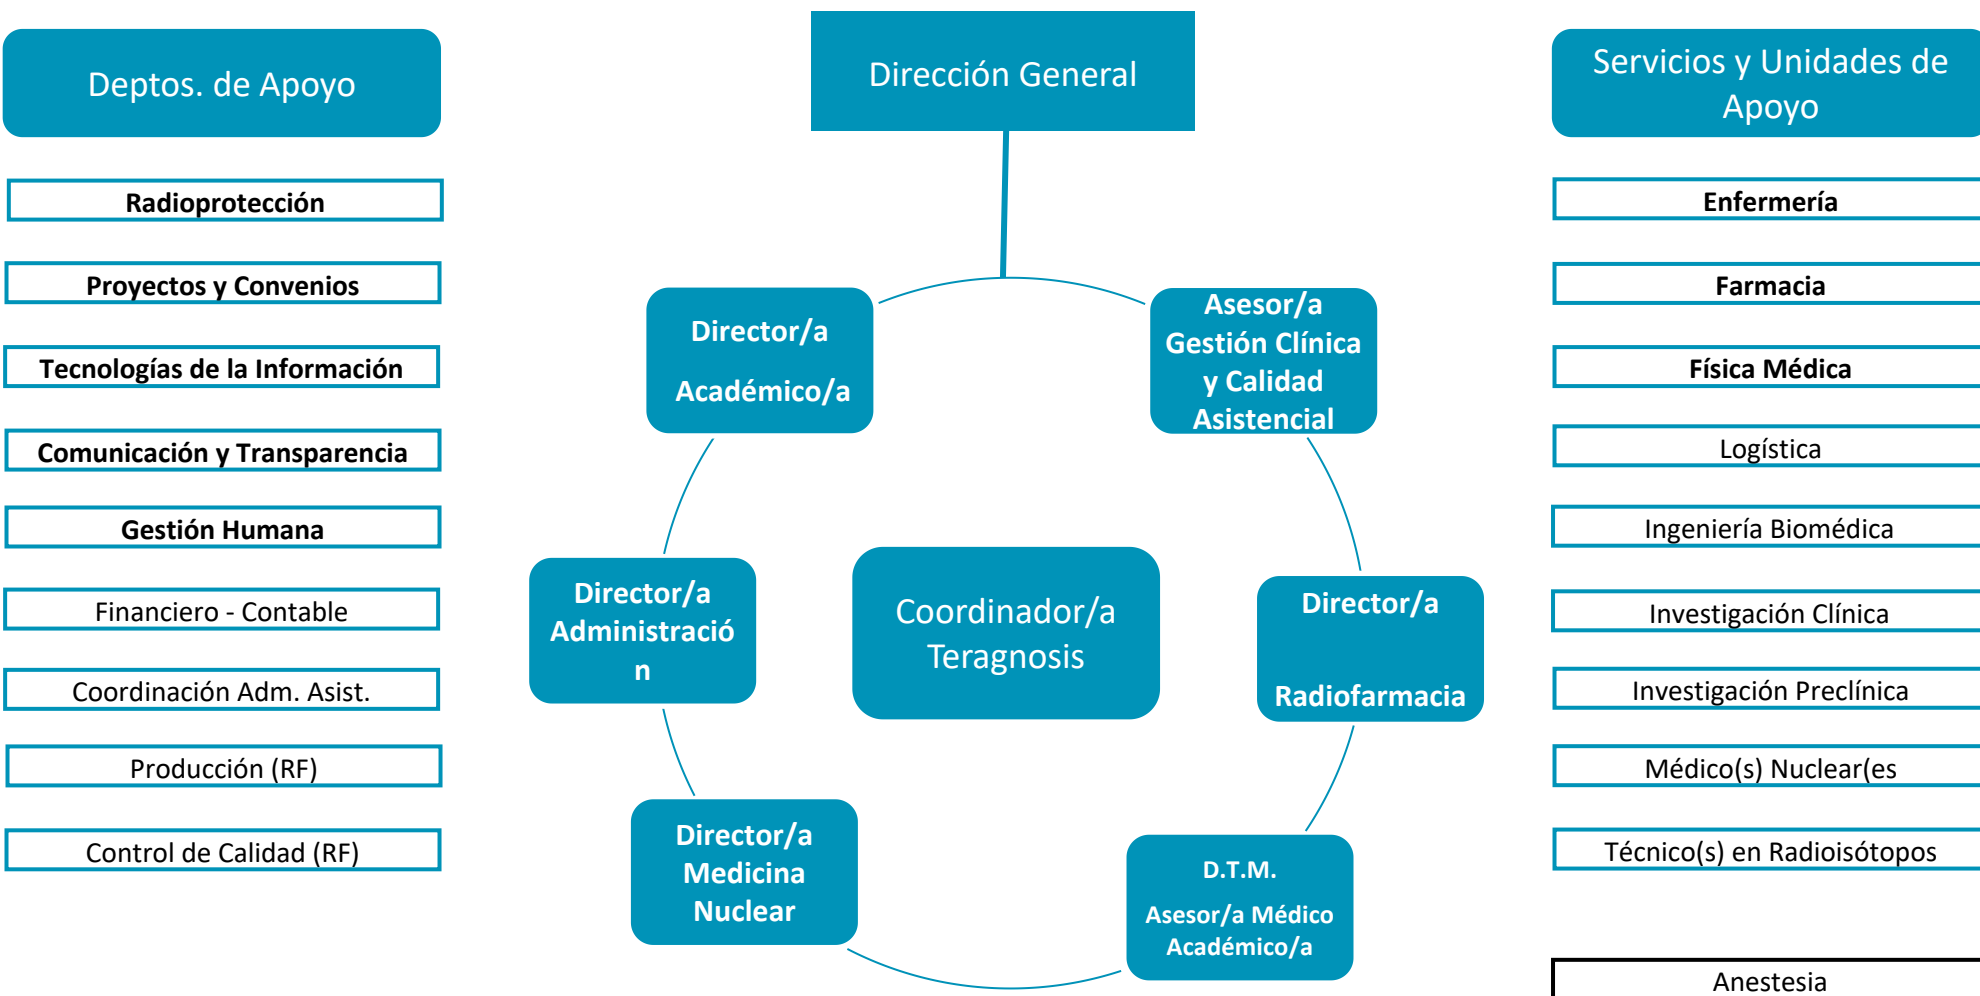 Deptos. de Apoyo
Radioprotección
Proyectos y Convenios
Tecnologías de la Información
Comunicación y Transparencia
Gestión Humana
Financiero - Contable
Coordinación Adm. Asist.
Producción (RF)
Control de Calidad (RF)
Dirección General
Director/a
Académico/a
Asesor/a
Gestión Clínica
y Calidad
Asistencial
Director/a
Administració
n
Coordinador/a
Teragnosis
Director/a
Radiofarmacia
Director/a
Medicina
Nuclear
D.T.M.
Asesor/a Médico
Académico/a
Servicios y Unidades de
Apoyo
Enfermería
Farmacia
Física Médica
Logística
Ingeniería Biomédica
Investigación Clínica
Investigación Preclínica
Médico(s) Nuclear(es
Técnico(s) en Radioisótopos
Anestesia